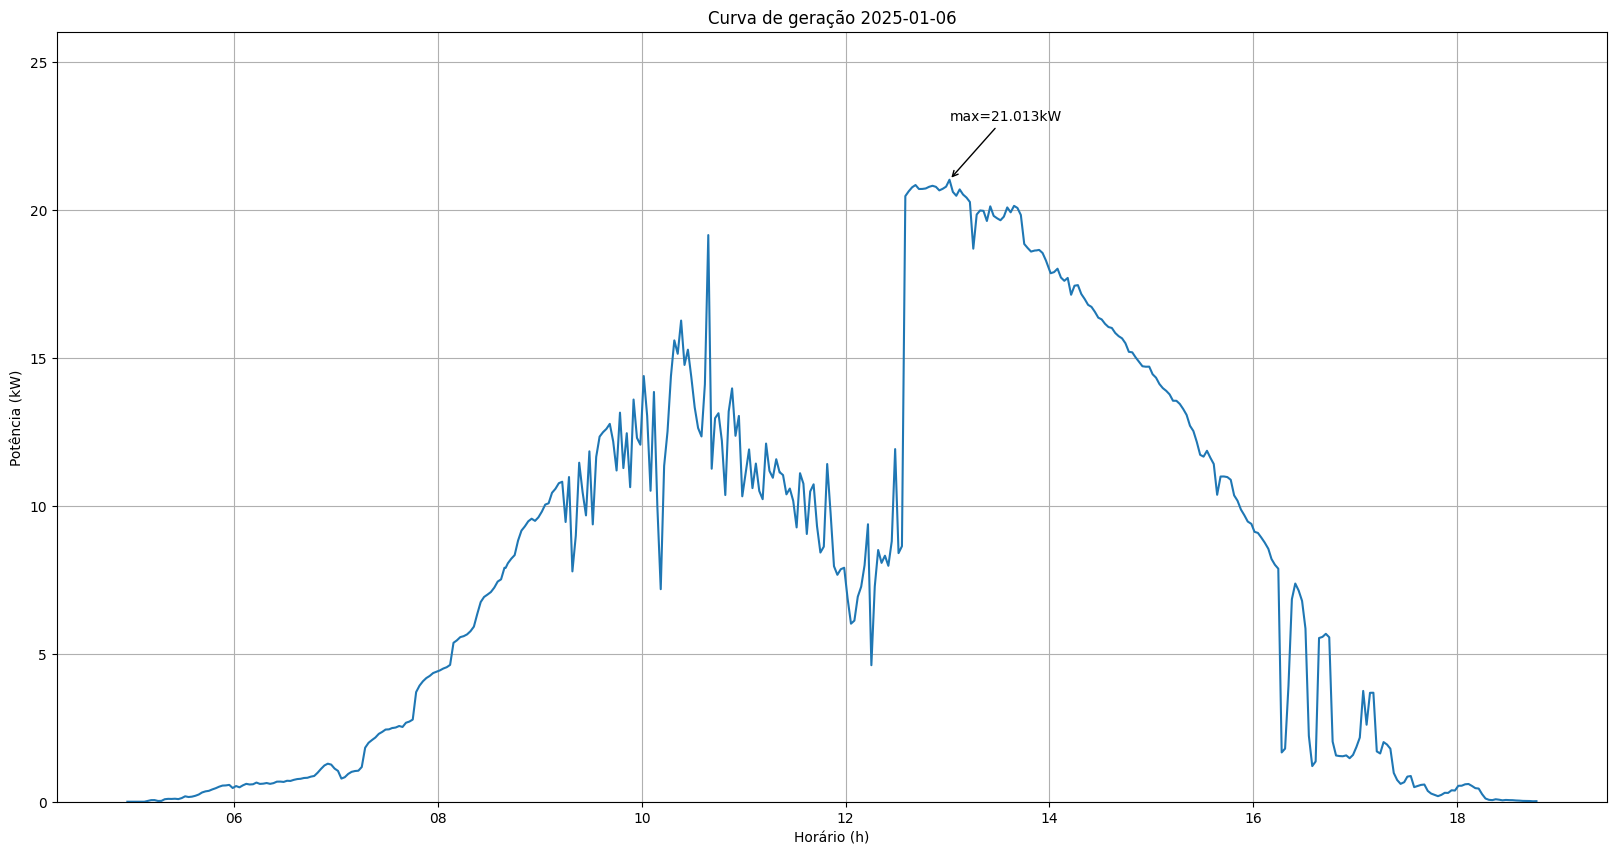 Curva de geração 2025-01-06
25
max=21.013kW
20
15
Potência (kW)
10
5
0
06 08 10 12 14 16 18
Horário (h)